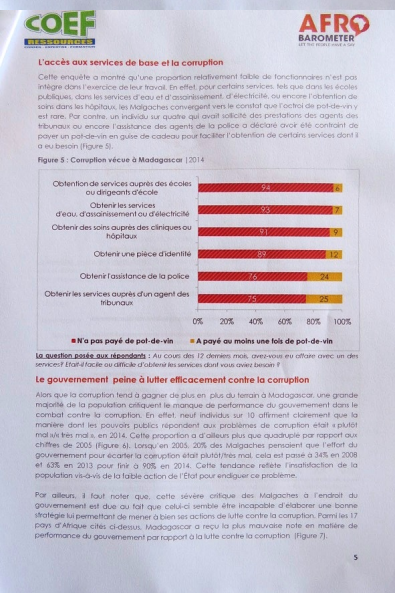 COEF
RESSOURCES
CONSEIL - EXPERTISE - FORMATION
AFRO
BAROMETER
LET THE PEOPLE HAVE A SAY
L'accès aux services de base et la corruption
Cette enquête a montré qu'une proportion relativement faible de fonctionnaires n'est pas
intègre dans l'exercice de leur travail. En effet, pour certains services, tels que dans les écoles
publiques, dans les services d'eau et d'assainissement, d'électricité, ou encore l'obtention de
soins dans les hôpitaux, les Malgaches convergent vers le constat que l'octroi de pot-de-vin y
est rare. Par contre, un individu sur quatre qui avait sollicité des prestations des agents des
tribunaux ou encore l'assistance des agents de la police a déclaré avoir été contraint de
payer un pot-de-vin en guise de cadeau pour faciliter l'obtention de certains services dont il
a eu besoin (Figure 5).
Figure 5 : Corruption vécue à Madagascar | 2014
Obtention de services auprès des écoles
ou dirigeants d'école
94 6
Obtenir les services
d'eau, d'assainissement ou d'électricité
93 7
Obtenir des soins auprès des cliniques ou
hôpitaux
91 9
Obtenir une pièce d'identité
89 12
Obtenir l'assistance de la police
76 24
Obtenir les services auprès d'un agent des
tribunaux
75 25
0% 20% 40% 60% 80% 100%
N'a pas payé de pot-de-vin A payé au moins une fois de pot-de-vin
La question posée aux répondants : Au cours des 12 derniers mois, avez-vous eu affaire avec un des
services? Etait-il facile ou difficile d'obtenir les services dont vous aviez besoin ?
Le gouvernement peine à lutter efficacement contre la corruption
Alors que la corruption tend à gagner de plus en plus du terrain à Madagascar, une grande
majorité de la population critiquent le manque de performance du gouvernement dans le
combat contre la corruption. En effet, neuf individus sur 10 affirment clairement que la
manière dont les pouvoirs publics répondent aux problèmes de corruption était « plutôt
mal »/« très mal », en 2014. Cette proportion a d'ailleurs plus que quadruplé par rapport aux
chiffres de 2005 (Figure 6). Lorsqu'en 2005, 20% des Malgaches pensaient que l'effort du
gouvernement pour écarter la corruption était plutôt/très mal, cela est passé à 34% en 2008
et 63% en 2013 pour finir à 90% en 2014. Cette tendance reflète l'insatisfaction de la
population vis-à-vis de la faible action de l'État pour endiguer ce problème.
Par ailleurs, il faut noter que, cette sévère critique des Malgaches à l'endroit du
gouvernement est due au fait que celui-ci semble être incapable d'élaborer une bonne
stratégie lui permettant de mener à bien ses actions de lutte contre la corruption. Parmi les 17
pays d'Afrique cités ci-dessus, Madagascar a reçu la plus mauvaise note en matière de
performance du gouvernement par rapport à la lutte contre la corruption (Figure 7).
5